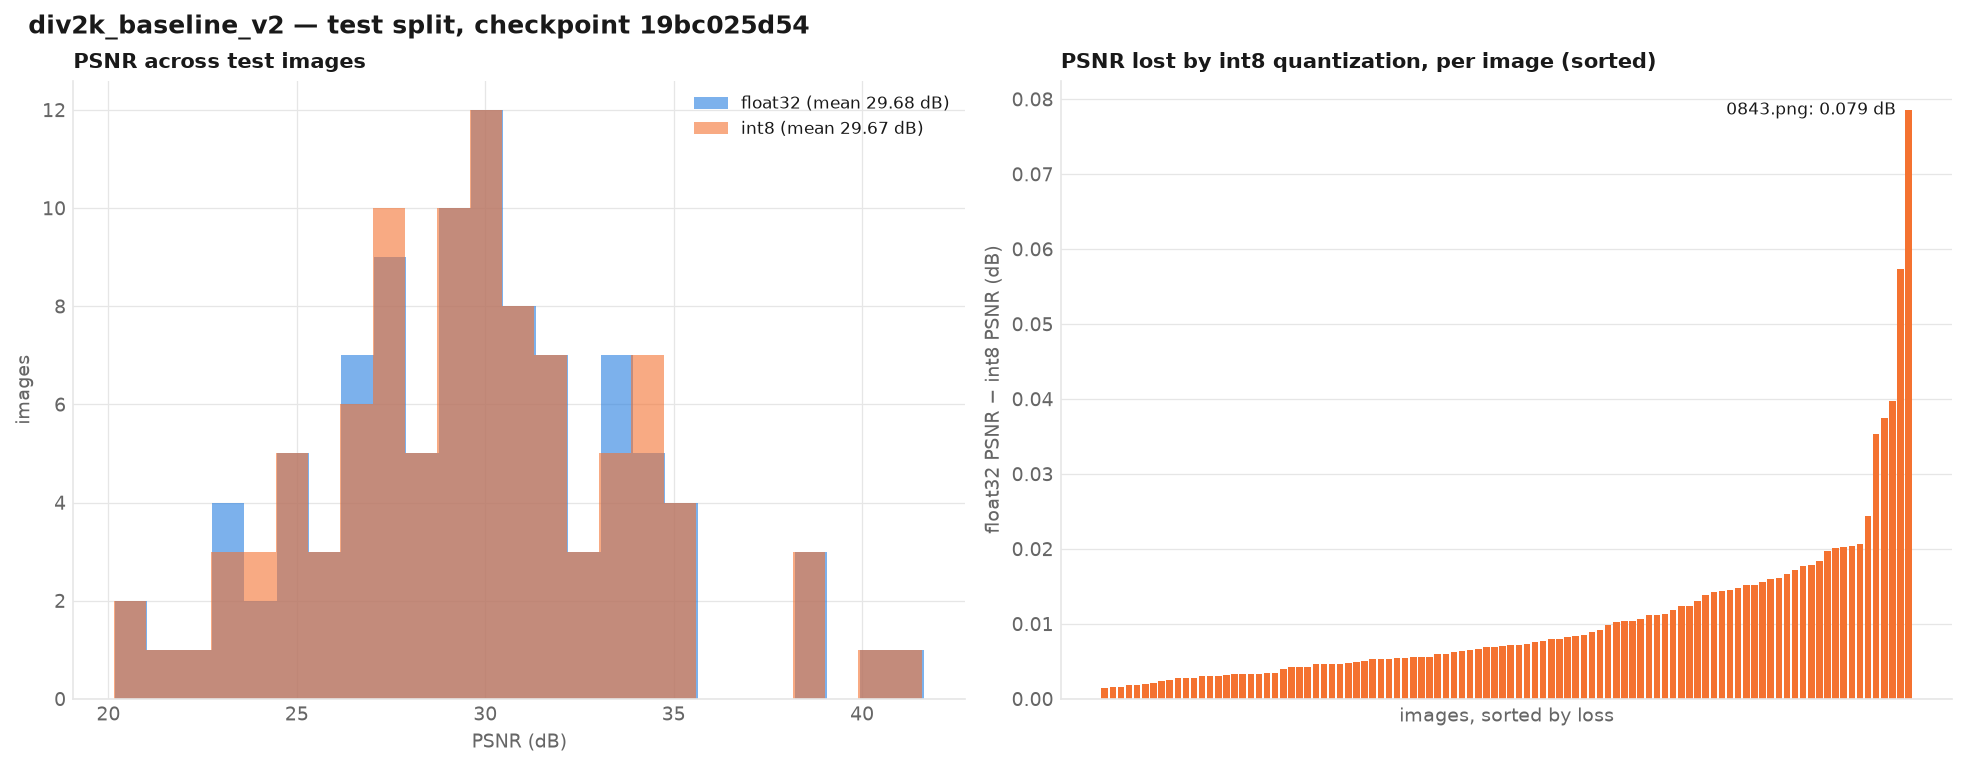 div2k_baseline_v2 — test split, checkpoint 19bc025d54
PSNR across test images
float32 (mean 29.68 dB)
int8 (mean 29.67 dB)
12
10
8
6
4
2
0
images
20 25 30 35 40
PSNR (dB)
PSNR lost by int8 quantization, per image (sorted)
0843.png: 0.079 dB
0.08
0.07
0.06
0.05
0.04
0.03
0.02
0.01
0.00
float32 PSNR − int8 PSNR (dB)
images, sorted by loss